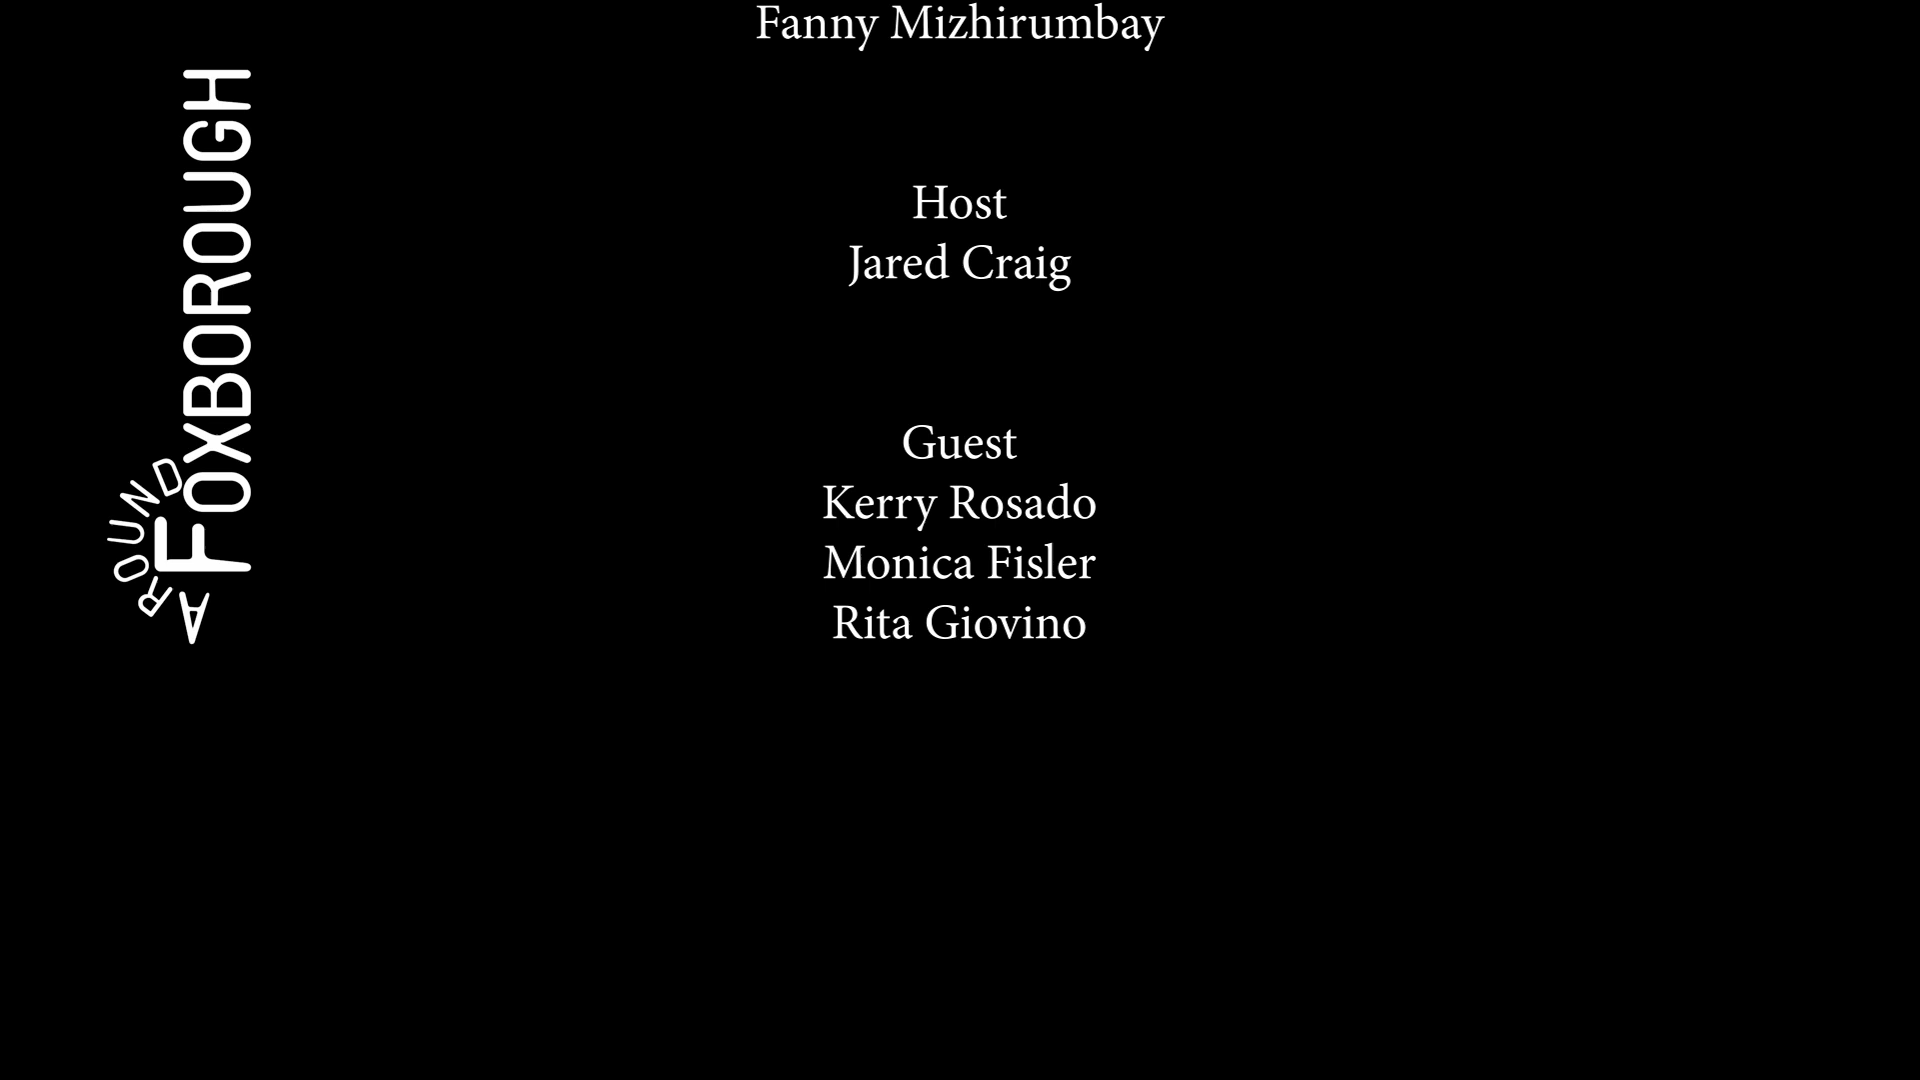 Fanny Mizhirumbay
Host
Jared Craig
Guest
Kerry Rosado
Monica Fisler
Rita Giovino
AROUND
FOXBOROUGH